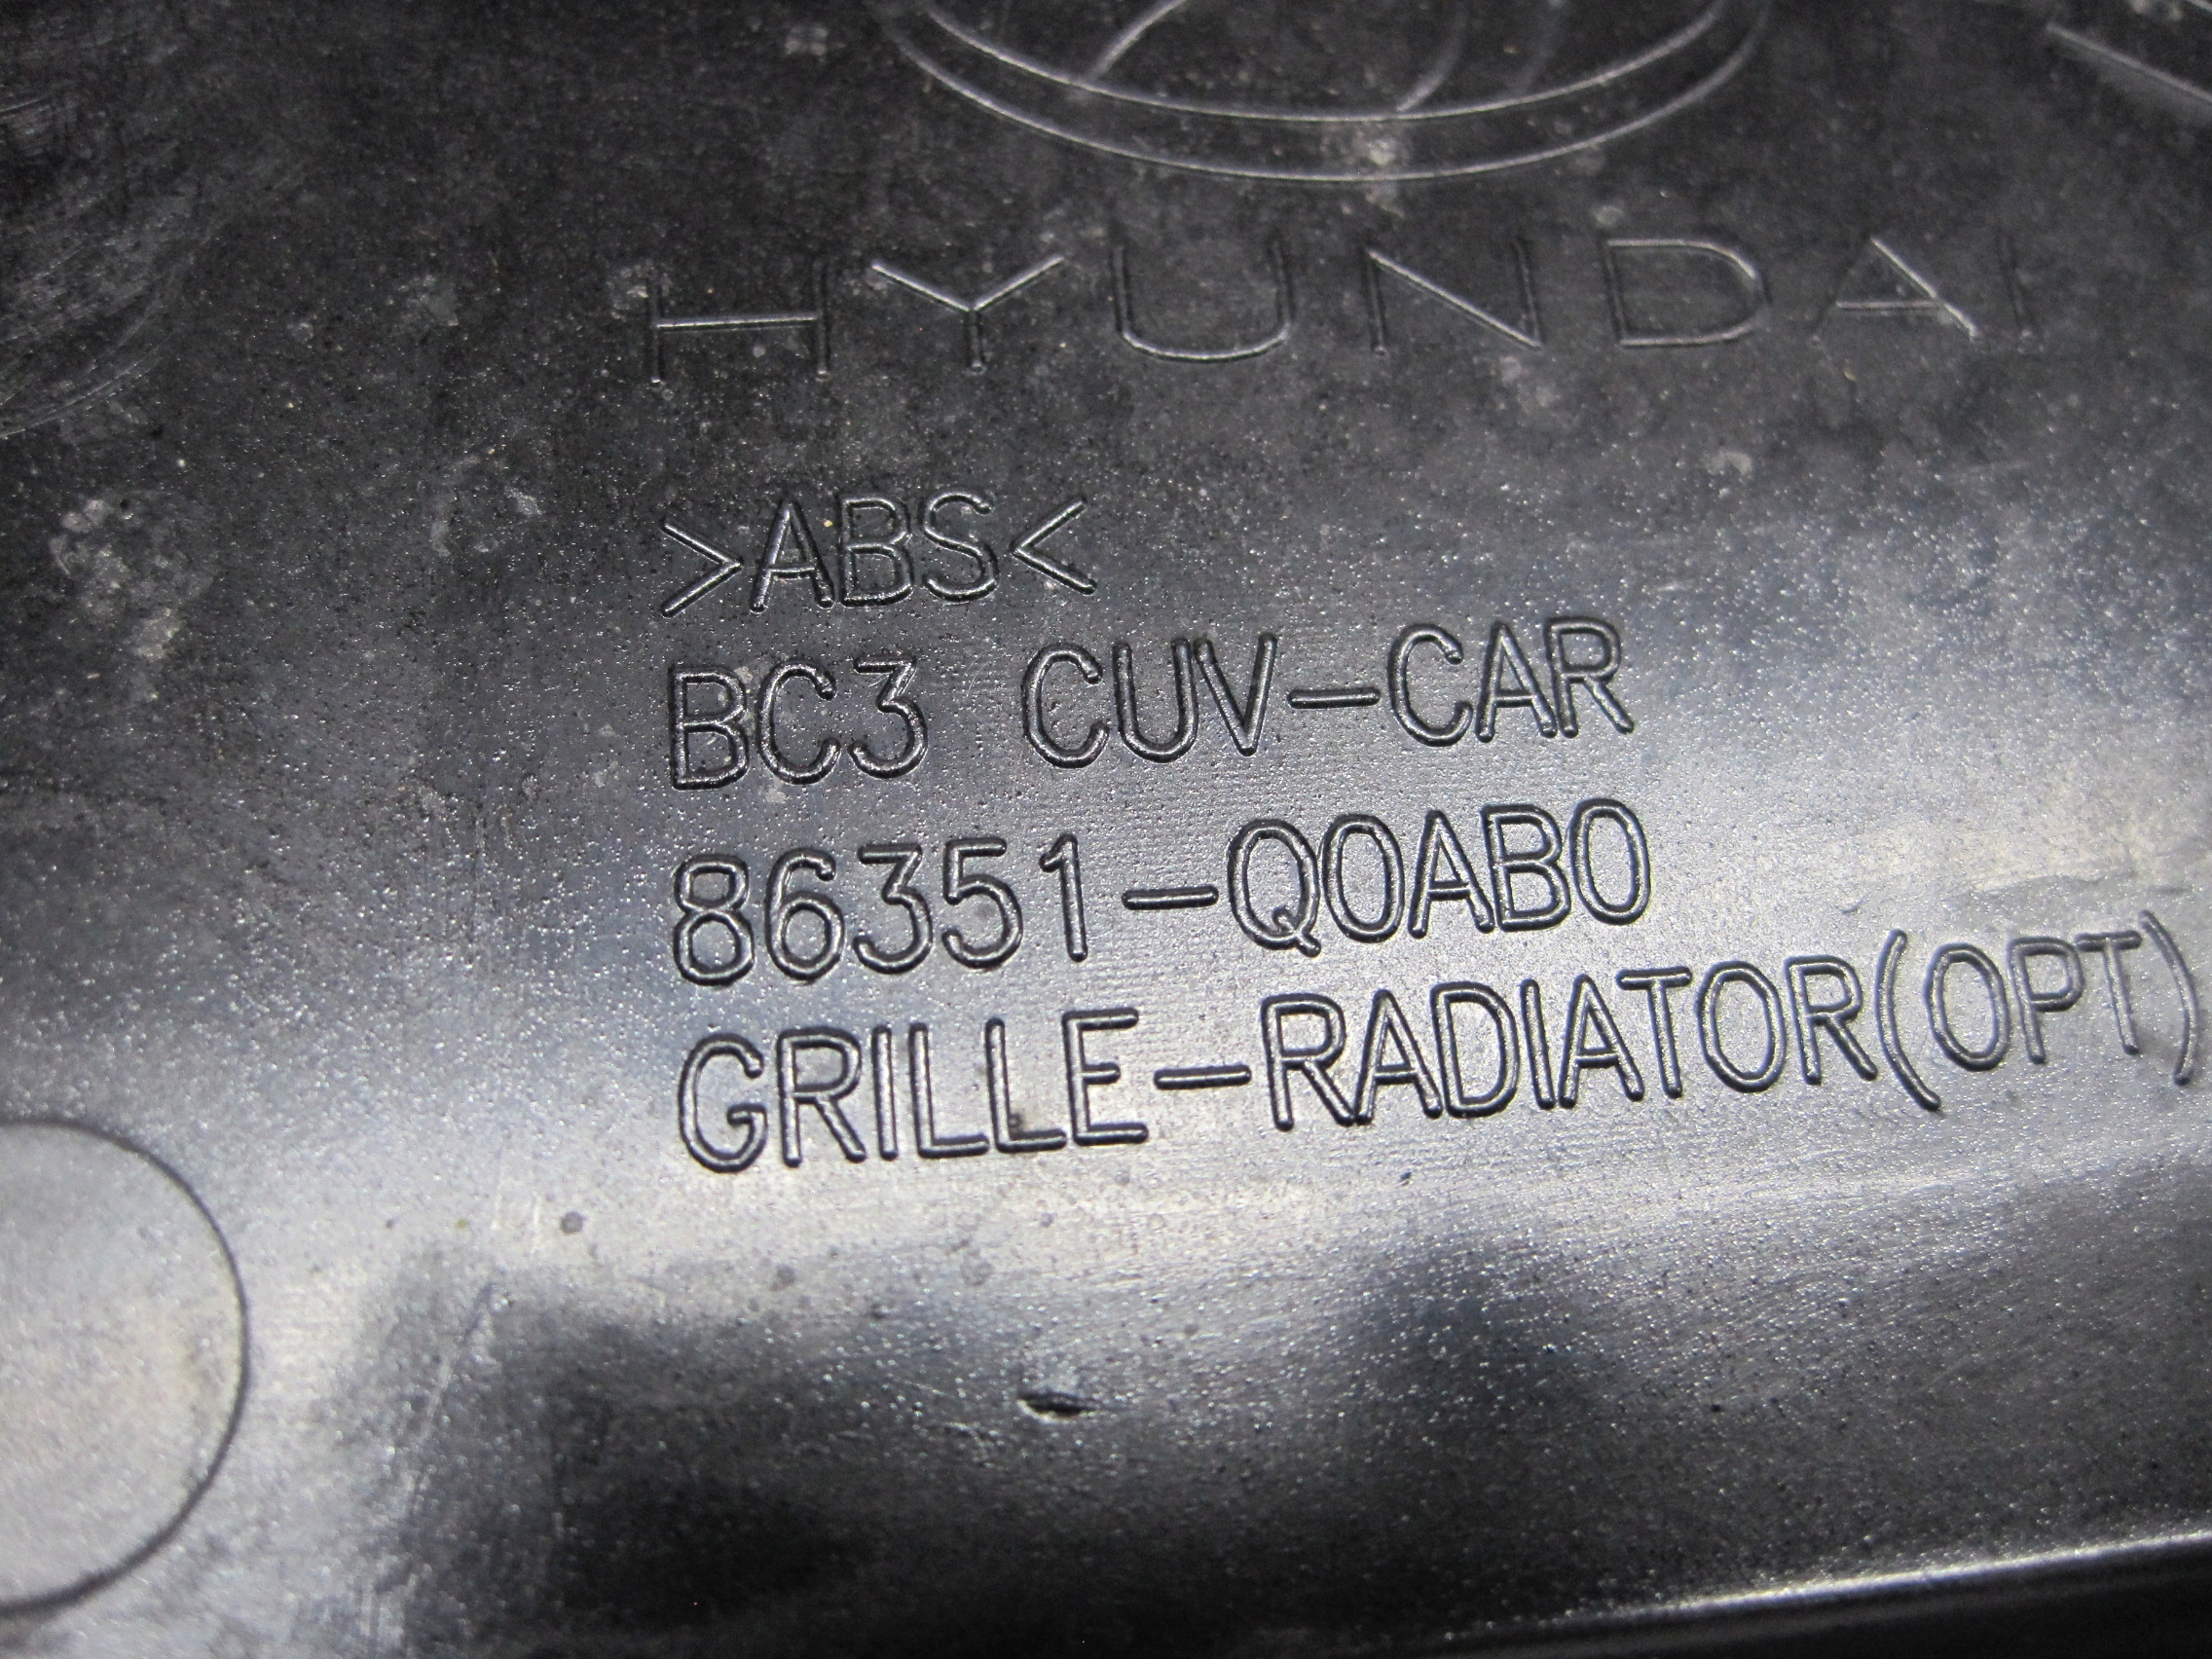 HYUNDAI
>ABS<
BC3 CUV-CAR
86351-Q0AB0
GRILLE-RADIATOR(OPT)